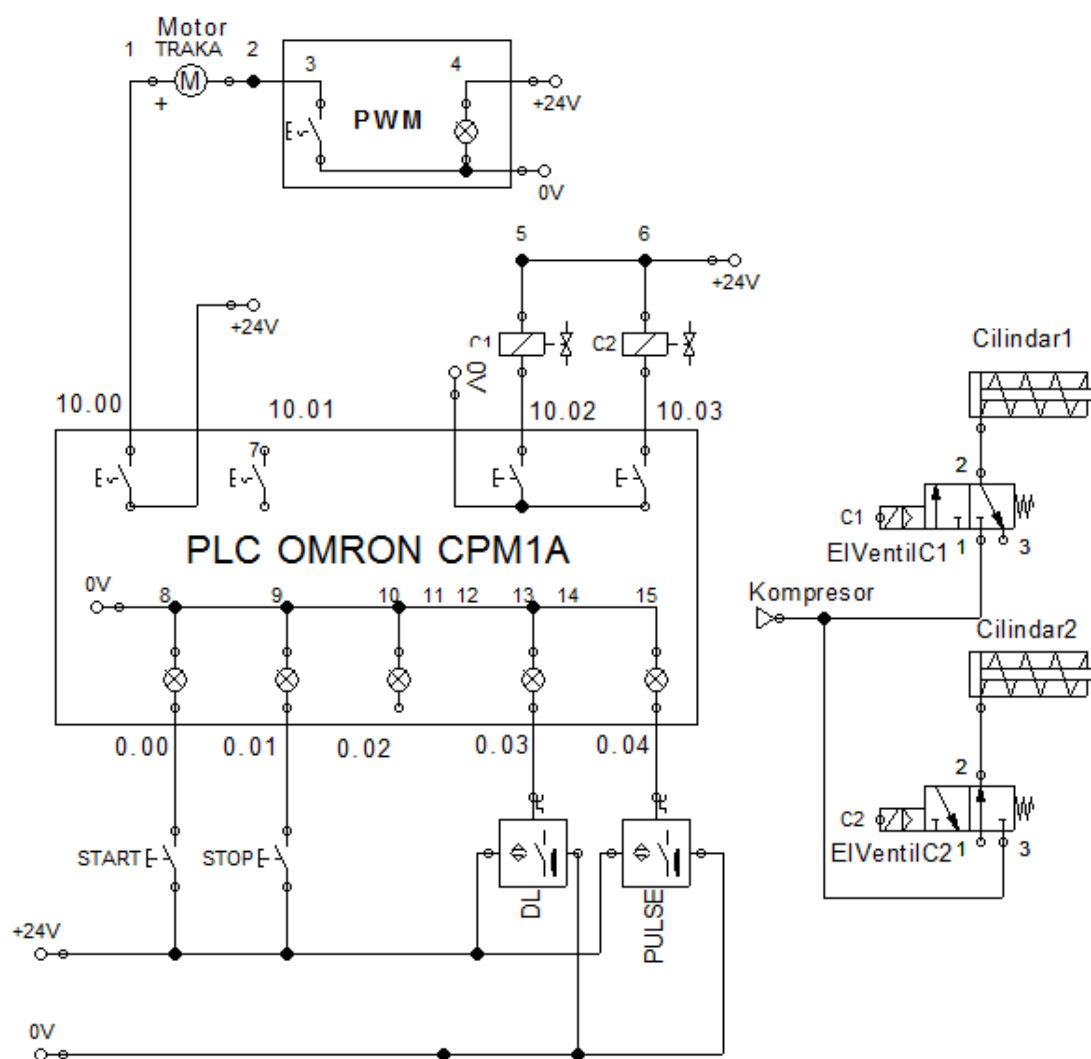 Motor
1 TRAKA 2
M
+
3 4
PWM
+24V
0V
5 6
+24V
+24V
C1 C2
0V
10.00 10.01 10.02 10.03
7
PLC OMRON CPM1A
0V
8 9 10 11 12 13 14 15
0.00 0.01 0.02 0.03 0.04
START STOP
DL
PULSE
+24V
0V
Cilindar1
2
C1
ElVentilC1 1 3
Kompresor
Cilindar2
2
C2
ElVentilC2 1 3